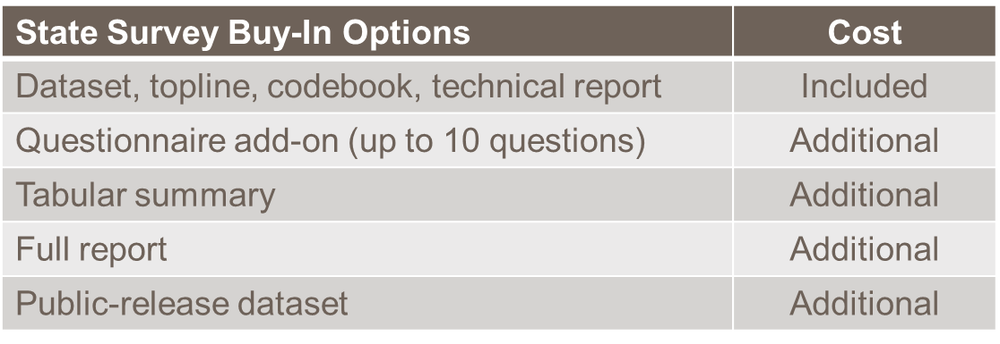 State Survey Buy-In Options Cost
Dataset, topline, codebook, technical report Included
Questionnaire add-on (up to 10 questions) Additional
Tabular summary Additional
Full report Additional
Public-release dataset Additional